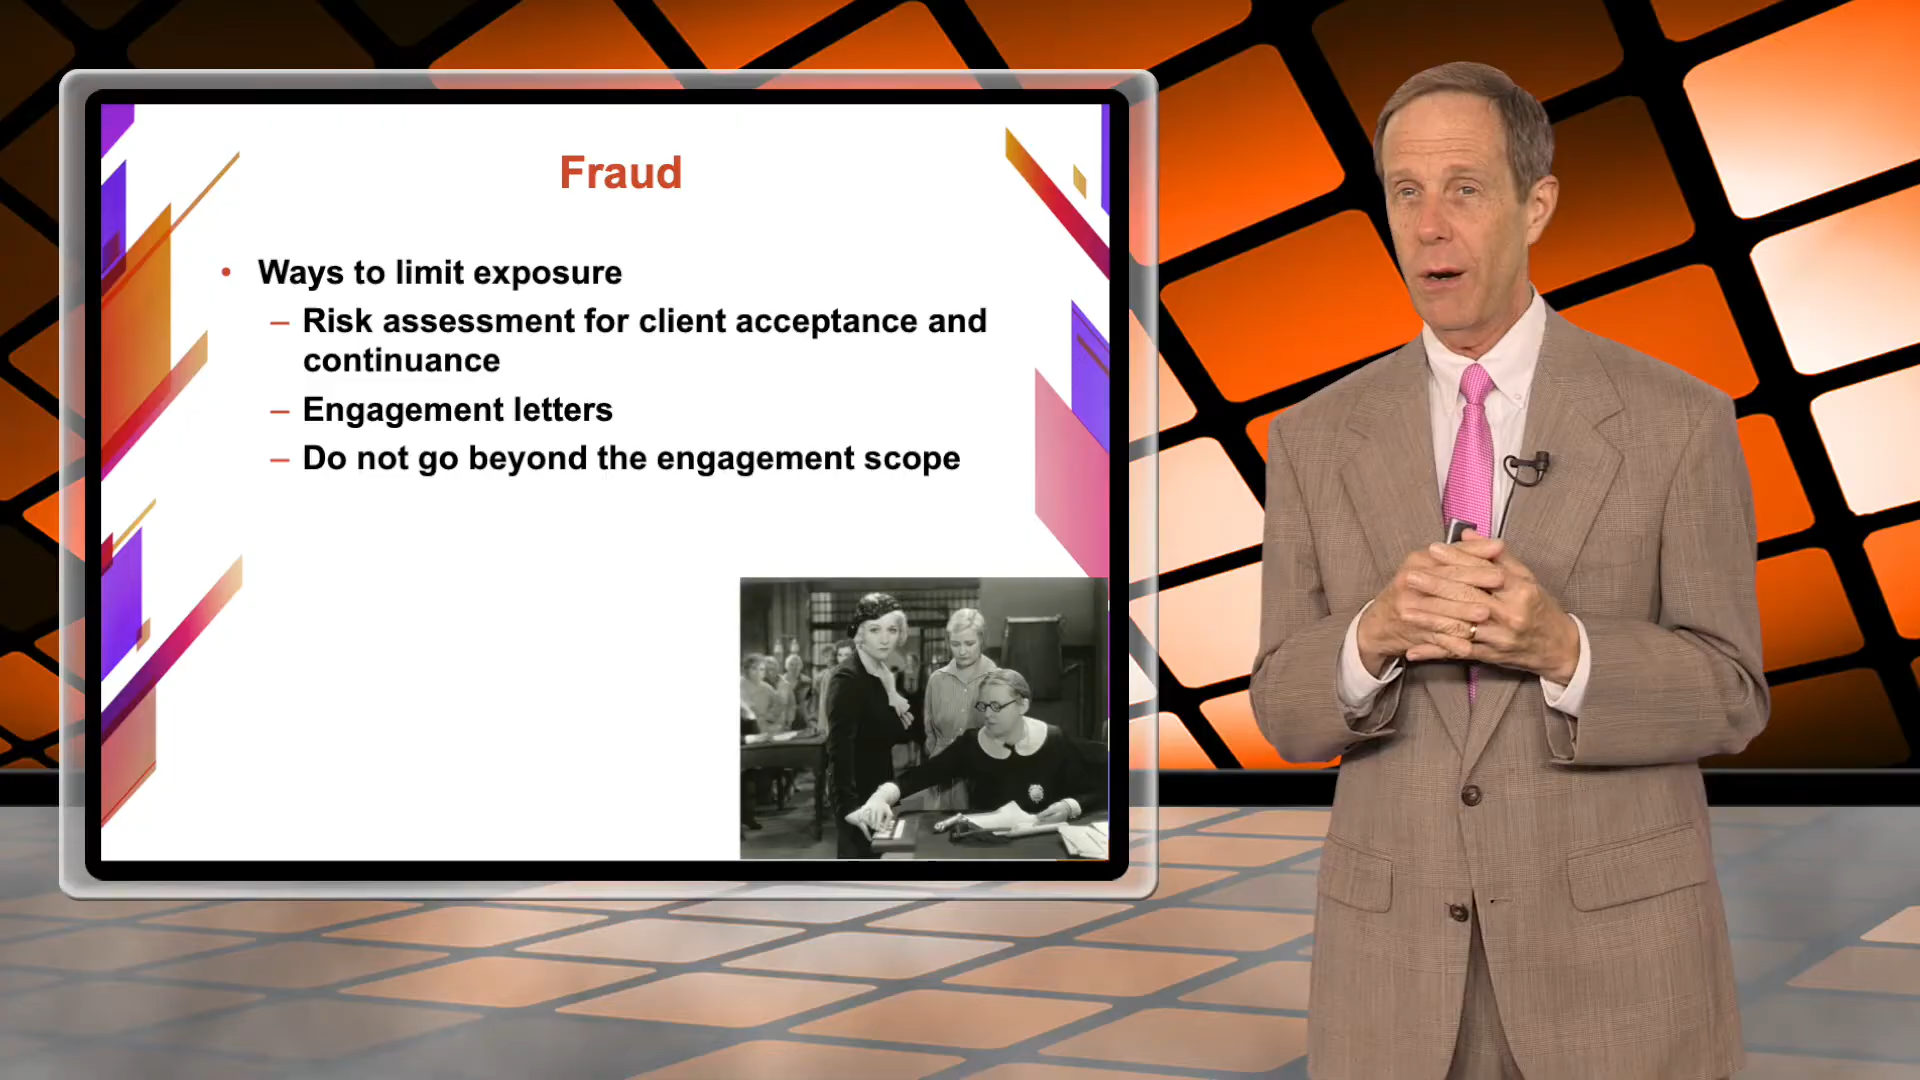 Fraud
• Ways to limit exposure
– Risk assessment for client acceptance and
continuance
– Engagement letters
– Do not go beyond the engagement scope